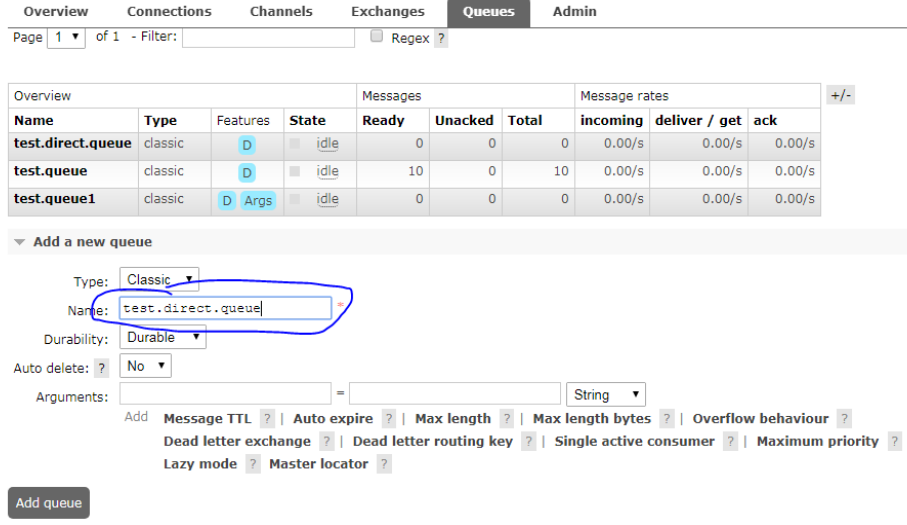 Overview Connections Channels Exchanges Queues Admin
Page 1 of 1 - Filter: Regex ?
Overview Messages Message rates +/-
Name Type Features State Ready Unacked Total incoming deliver / get ack
test.direct.queue classic D idle 0 0 0 0.00/s 0.00/s 0.00/s
test.queue classic D idle 10 0 10 0.00/s 0.00/s 0.00/s
test.queue1 classic D Args idle 0 0 0 0.00/s 0.00/s 0.00/s
Add a new queue
Type: Classic
Name: test.direct.queue *
Durability: Durable
Auto delete: ? No
Arguments: = String
Add Message TTL ? | Auto expire ? | Max length ? | Max length bytes ? | Overflow behaviour ?
Dead letter exchange ? | Dead letter routing key ? | Single active consumer ? | Maximum priority ?
Lazy mode ? Master locator ?
Add queue